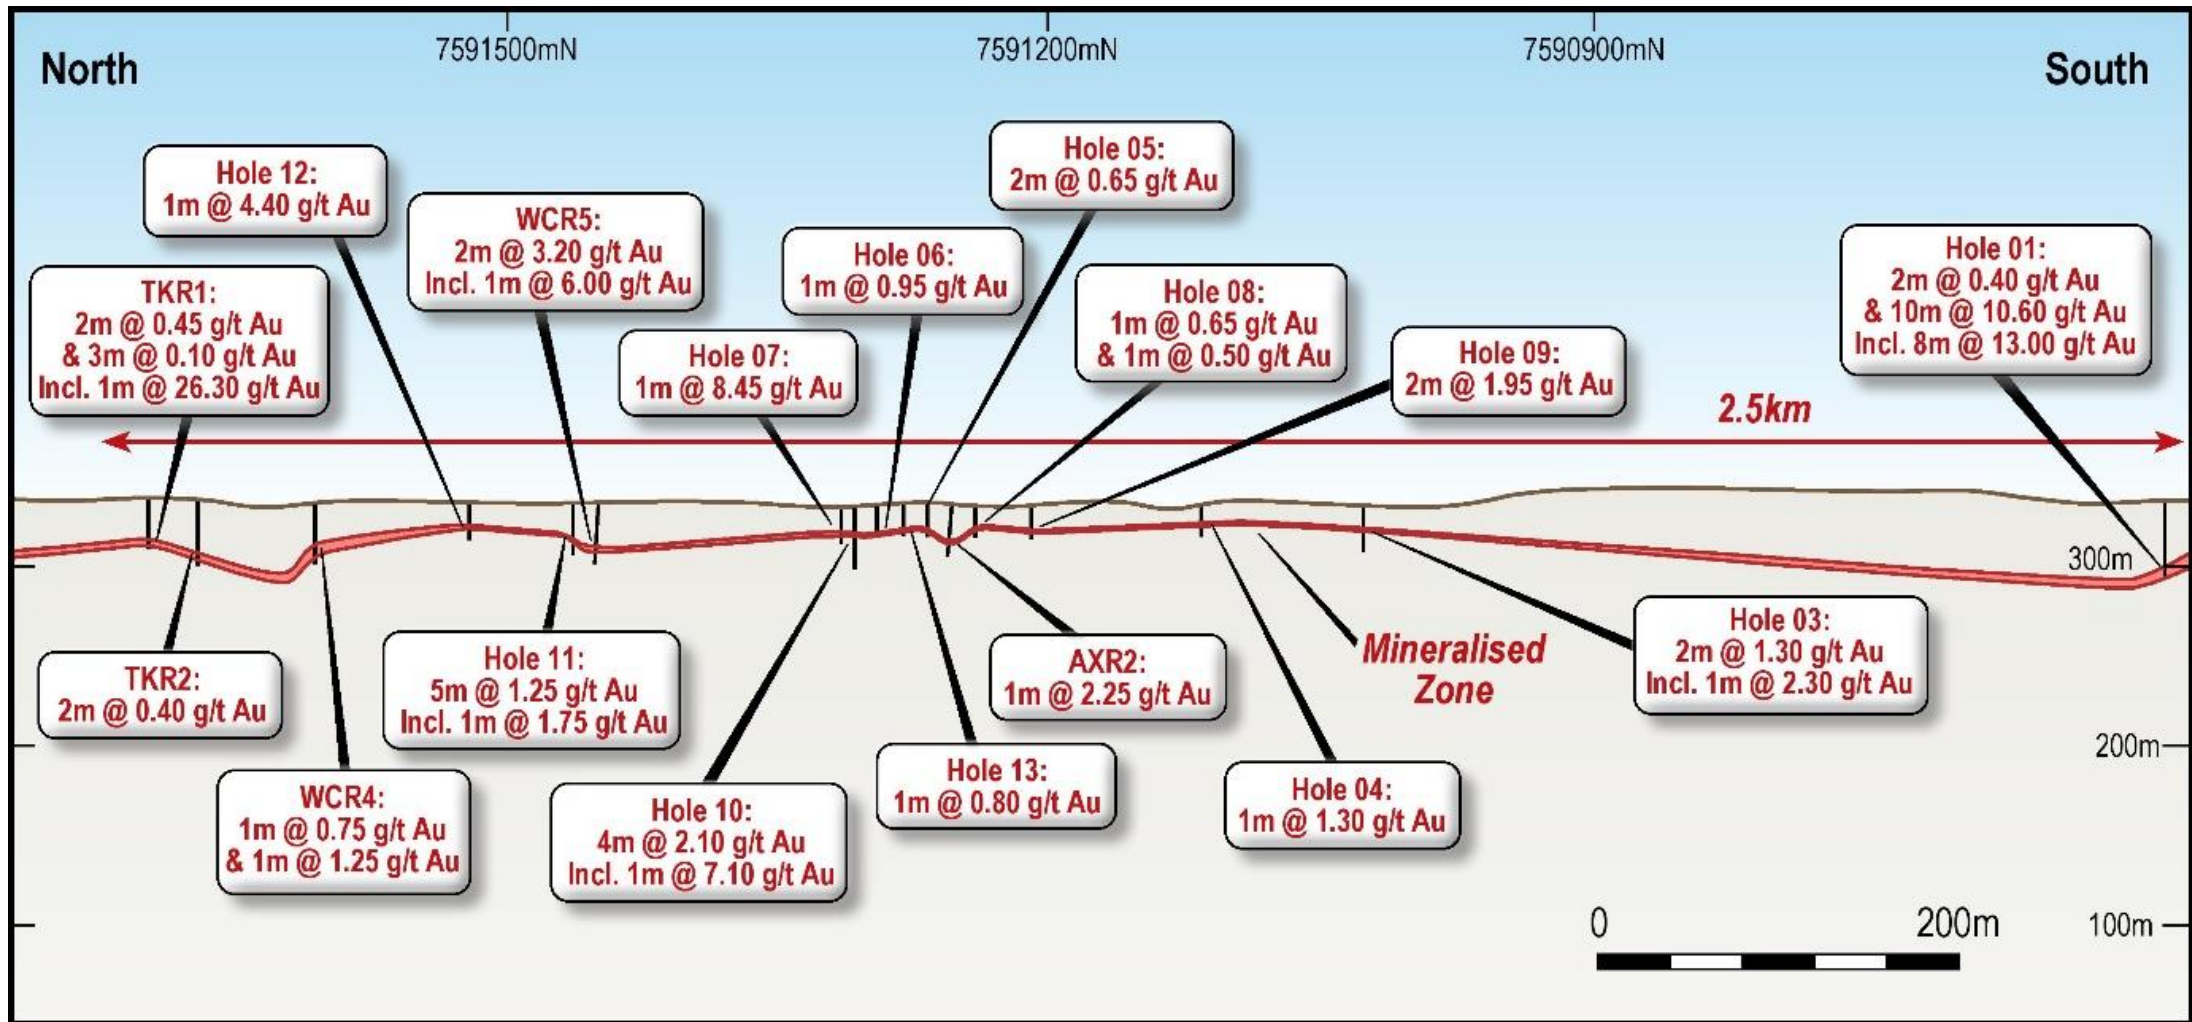 7591500mN
7591200mN
7590900mN
North
South
Hole 12:
1m @ 4.40 g/t Au
WCR5:
2m @ 3.20 g/t Au
Incl. 1m @ 6.00 g/t Au
Hole 05:
2m @ 0.65 g/t Au
Hole 06:
1m @ 0.95 g/t Au
Hole 01:
2m @ 0.40 g/t Au
& 10m @ 10.60 g/t Au
Incl. 8m @ 13.00 g/t Au
TKR1:
2m @ 0.45 g/t Au
& 3m @ 0.10 g/t Au
Incl. 1m @ 26.30 g/t Au
Hole 07:
1m @ 8.45 g/t Au
Hole 08:
1m @ 0.65 g/t Au
& 1m @ 0.50 g/t Au
Hole 09:
2m @ 1.95 g/t Au
2.5km
300m
TKR2:
2m @ 0.40 g/t Au
Hole 11:
5m @ 1.25 g/t Au
Incl. 1m @ 1.75 g/t Au
AXR2:
1m @ 2.25 g/t Au
Mineralised
Zone
Hole 03:
2m @ 1.30 g/t Au
Incl. 1m @ 2.30 g/t Au
200m
WCR4:
1m @ 0.75 g/t Au
& 1m @ 1.25 g/t Au
Hole 10:
4m @ 2.10 g/t Au
Incl. 1m @ 7.10 g/t Au
Hole 13:
1m @ 0.80 g/t Au
Hole 04:
1m @ 1.30 g/t Au
0
200m
100m